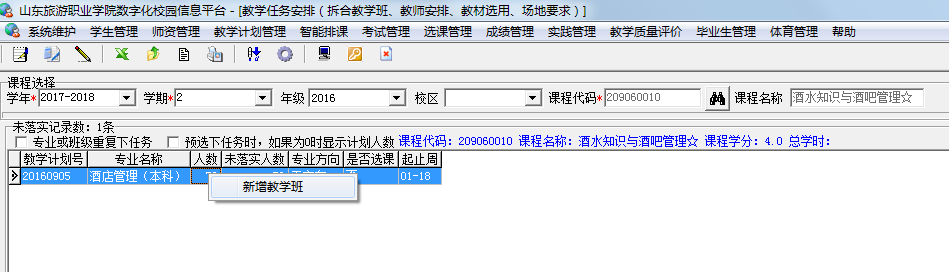 山东旅游职业学院数字化校园信息平台 - [教学任务安排（拆合教学班、教师安排、教材选用、场地要求）]
系统维护 学生管理 师资管理 教学计划管理 智能排课 考试管理 选课管理 成绩管理 实践管理 教学质量评价 毕业生管理 体育管理 帮助
课程选择
学年* 2017-2018 学期* 2 年级 2016 校区 课程代码* 209060010 课程名称 酒水知识与酒吧管理☆
未落实记录数：1条
专业或班级重复下任务 预选下任务时，如果为0时显示计划人数 课程代码：209060010 课程名称：酒水知识与酒吧管理☆ 课程学分：4.0 总学时：
教学计划号 专业名称 人数 未落实人数 专业方向 是否选课 起止周
20160905 酒店管理（本科） 01-18
新增教学班